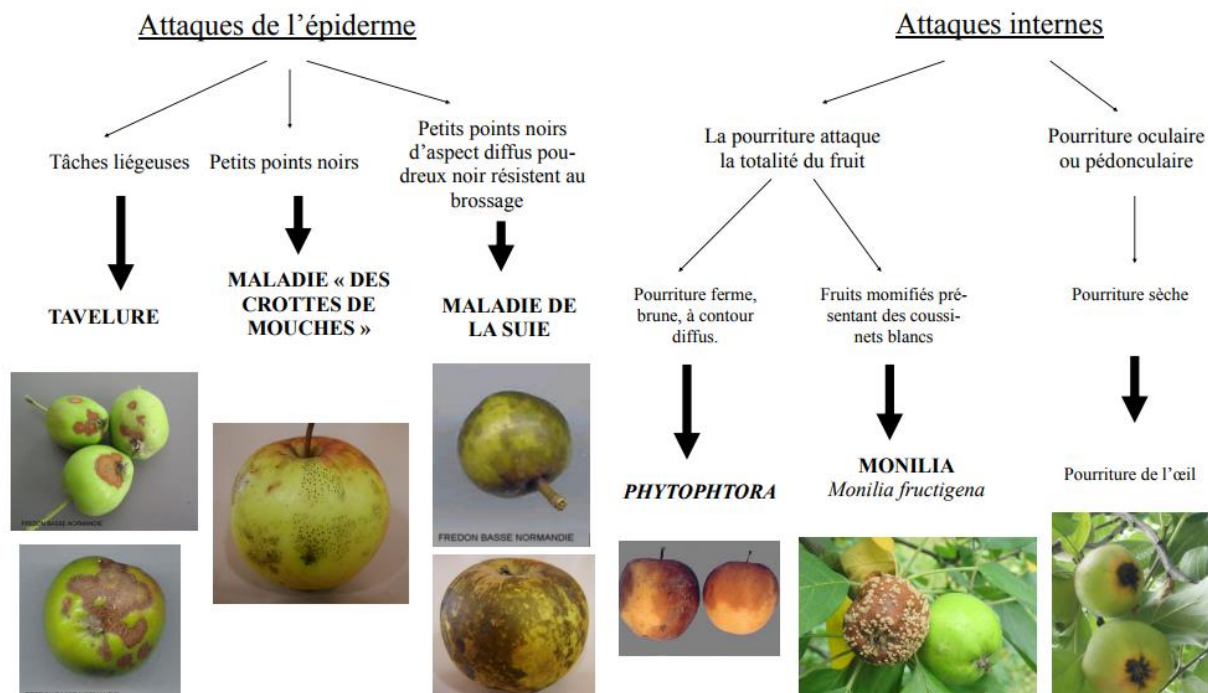 Attaques de l'épiderme
Attaques internes
Tâches liégeuses
Petits points noirs
Petits points noirs
d'aspect diffus pou-
dreux noir résistent au
brossage
La pourriture attaque
la totalité du fruit
Pourriture oculaire
ou pédonculaire
TAVELURE
MALADIE « DES
CROTTES DE
MOUCHES »
MALADIE DE
LA SUIE
Pourriture ferme,
brune, à contour
diffus.
Fruits momifiés pré-
sentant des coussi-
nets blancs
Pourriture sèche
PHYTOPHTORA
MONILIA
Monilia fructigena
Pourriture de l'œil
FREDON BASSE NORMANDIE
FREDON BASSE NORMANDIE